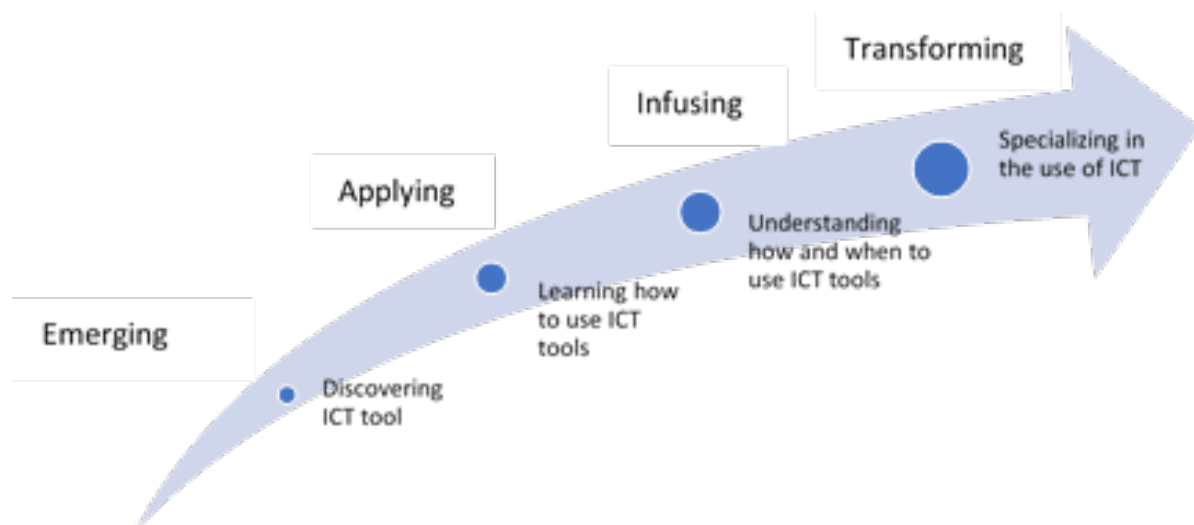 Transforming
Infusing
Specializing in
the use of ICT
Applying
Understanding
how and when to
use ICT tools
Learning how
to use ICT
tools
Emerging
Discovering
ICT tool